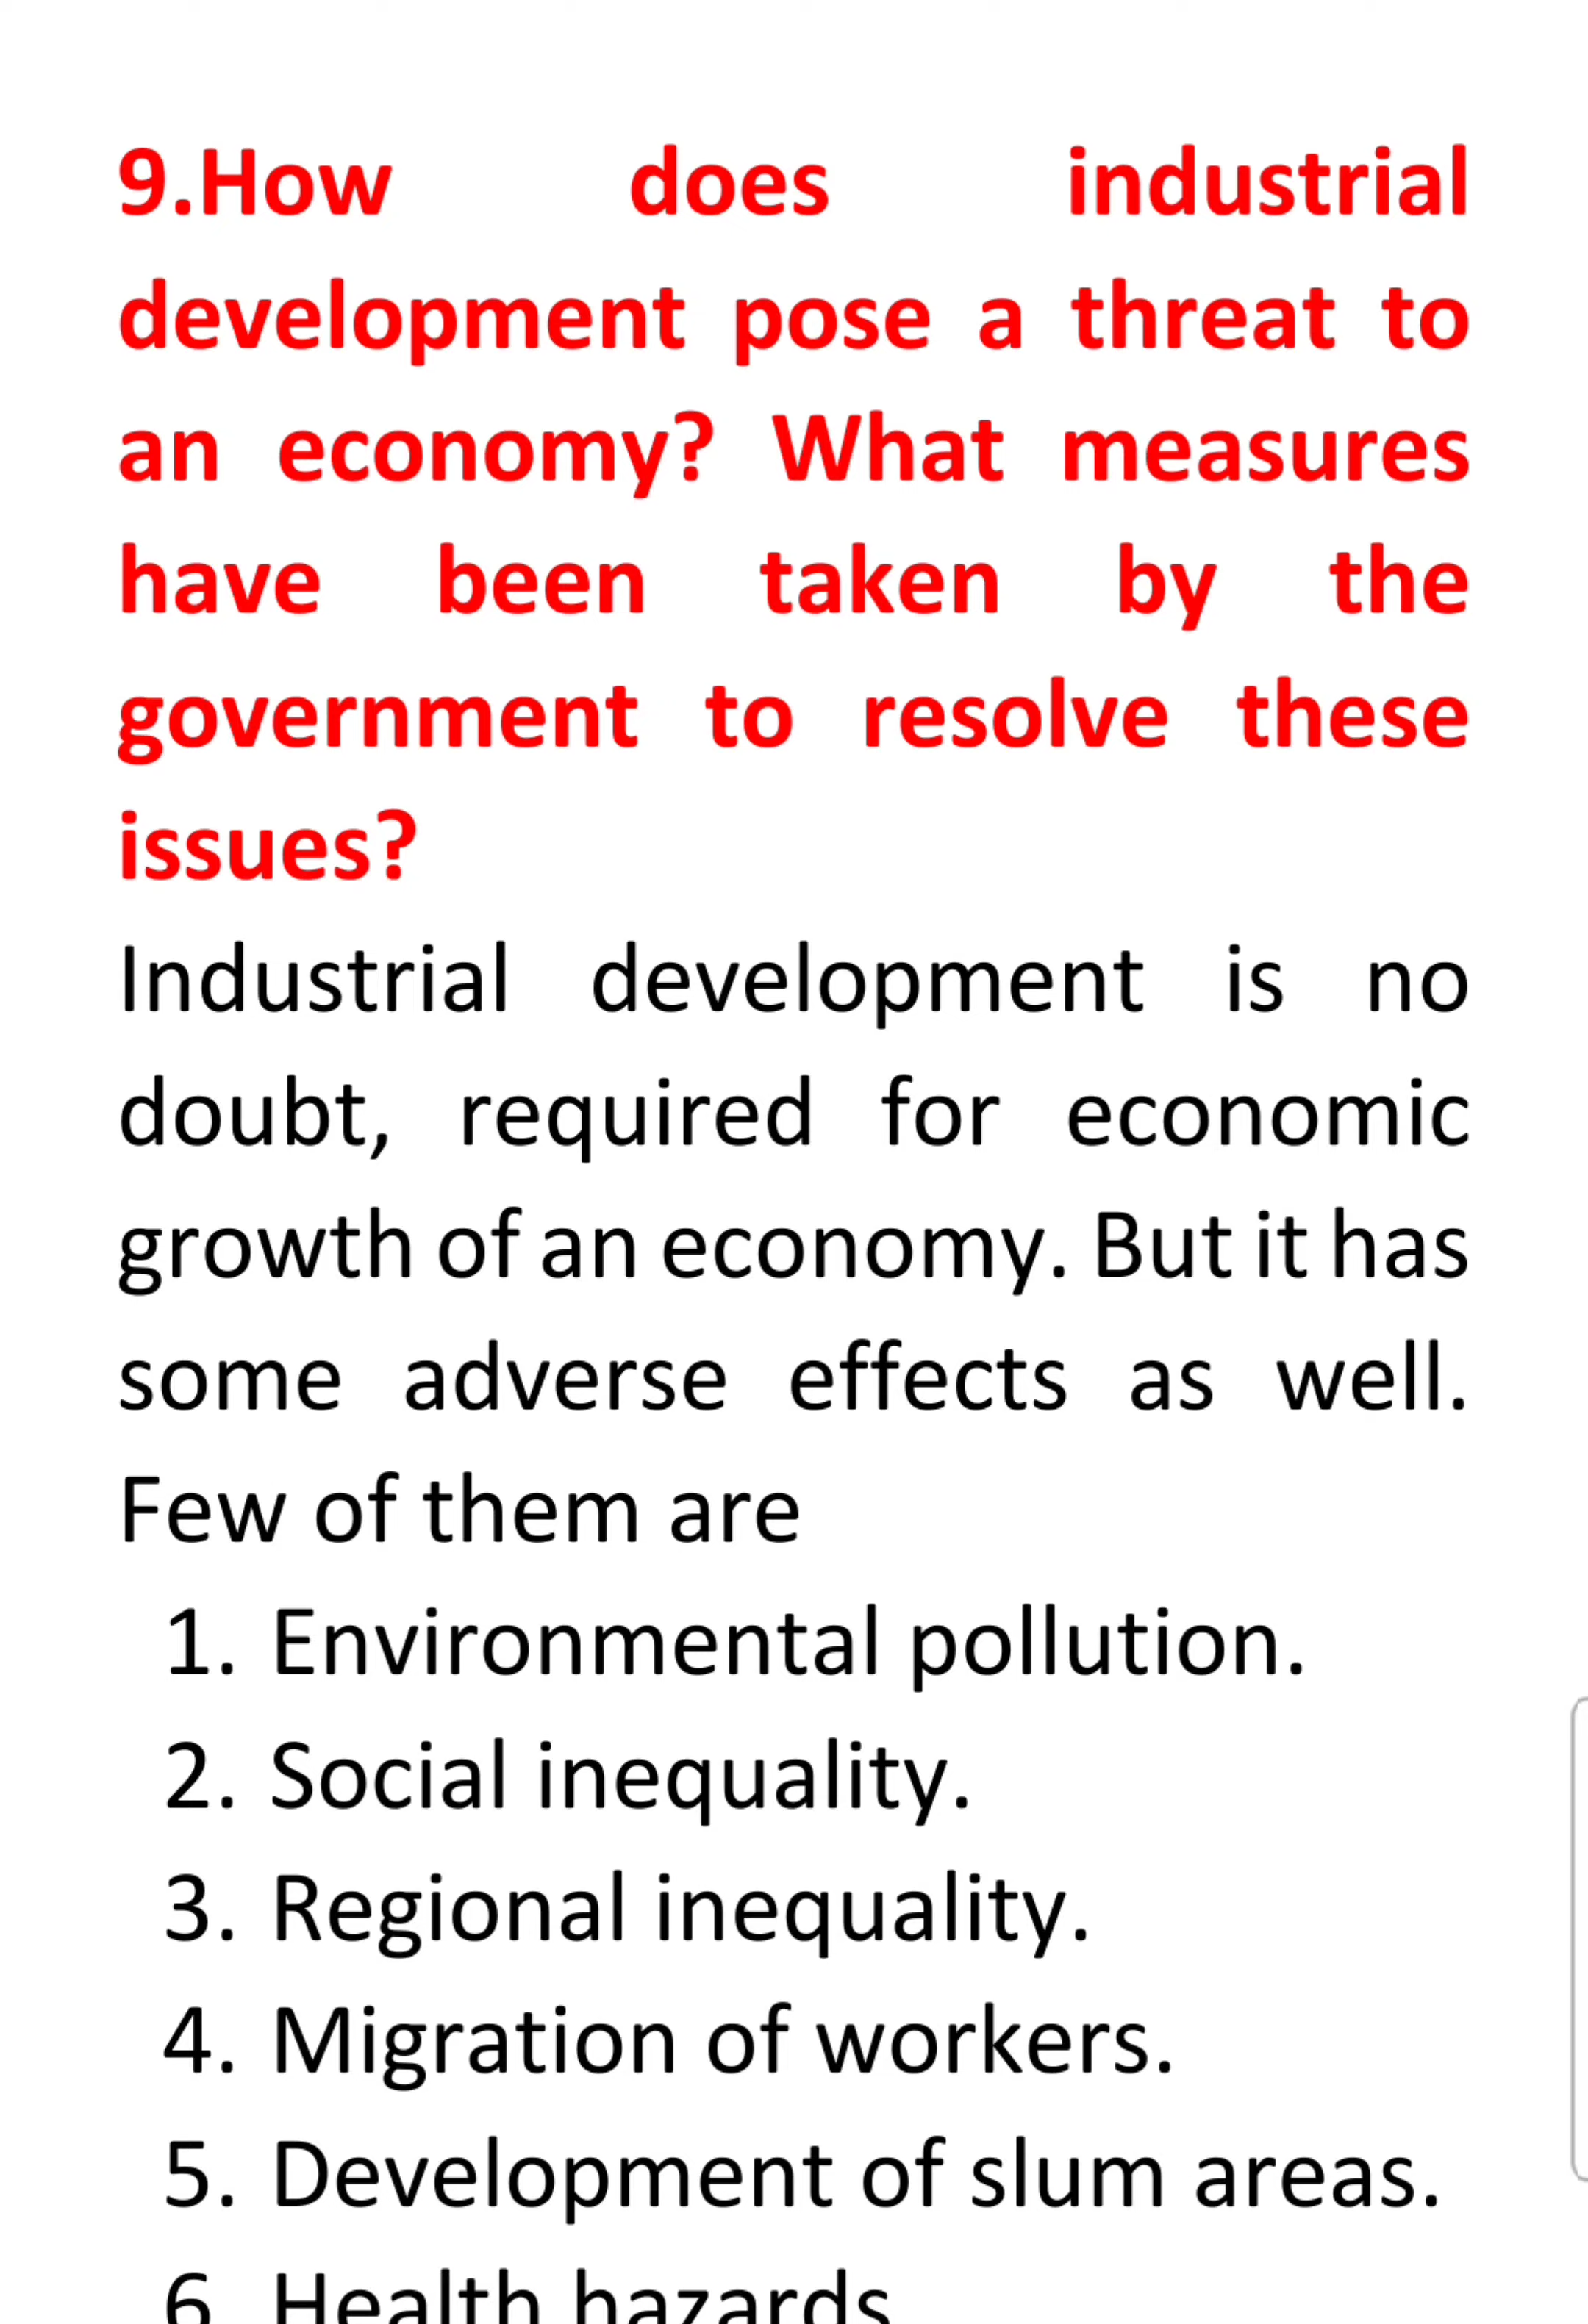 9.How does industrial
development pose a threat to
an economy? What measures
have been taken by the
government to resolve these
issues?
Industrial development is no
doubt, required for economic
growth of an economy. But it has
some adverse effects as well.
Few of them are
1. Environmental pollution.
2. Social inequality.
3. Regional inequality.
4. Migration of workers.
5. Development of slum areas.
6. Health hazards